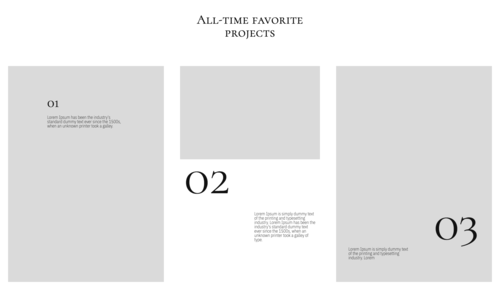 All-time favorite
projects
01
Lorem Ipsum has been the industry's
standard dummy text ever since the 1500s,
when an unknown printer took a galley.
02
Lorem Ipsum is simply dummy text
of the printing and typesetting
industry. Lorem Ipsum has been the
industry's standard dummy text
ever since the 1500s, when an
unknown printer took a galley of
type.
03
Lorem Ipsum is simply dummy text
of the printing and typesetting
industry. Lorem